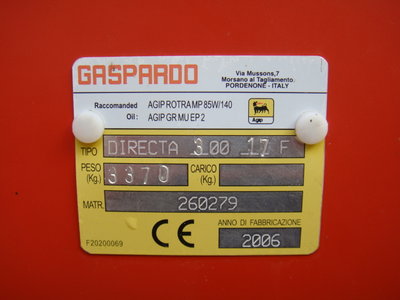 GASPARDO
Via Mussons,7
Morsano al Tagliamento
PORDENONE - ITALY
Raccomanded AGIP ROTRA MP 85W/140
Oil: AGIP GR MU EP 2
Agip
TIPO DIRECTA 3.00 17 F
PESO (Kg.) 3370 CARICO (Kg.)
MATR. 260279
ANNO DI FABBRICAZIONE
CE 2006
F20200069